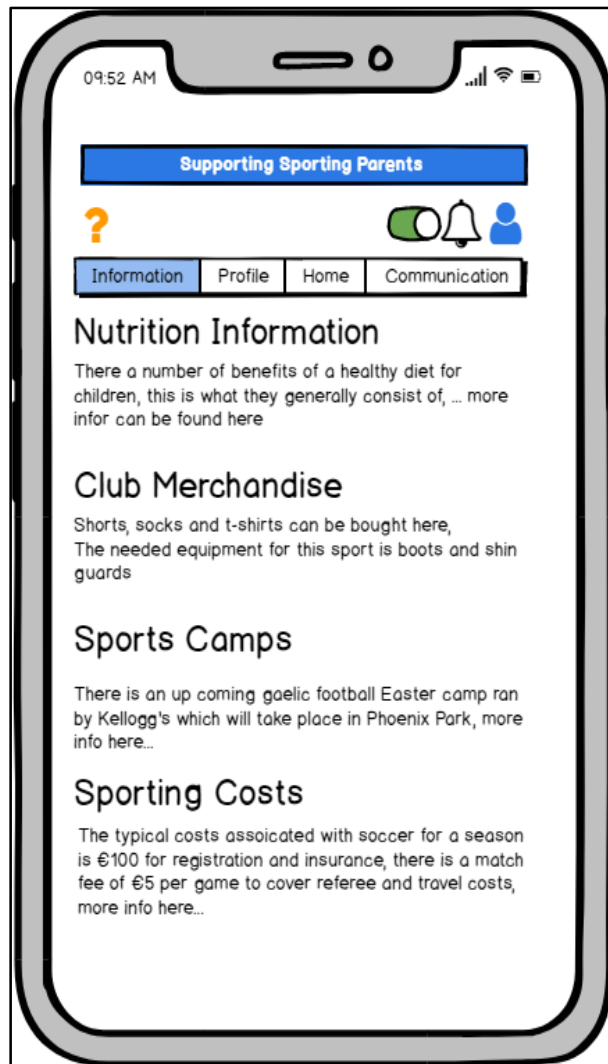 09:52 AM
Supporting Sporting Parents
?
Information Profile Home Communication
Nutrition Information
There a number of benefits of a healthy diet for
children, this is what they generally consist of, ... more
infor can be found here
Club Merchandise
Shorts, socks and t-shirts can be bought here,
The needed equipment for this sport is boots and shin
guards
Sports Camps
There is an up coming gaelic football Easter camp ran
by Kellogg's which will take place in Phoenix Park, more
info here...
Sporting Costs
The typical costs assoicated with soccer for a season
is €100 for registration and insurance, there is a match
fee of €5 per game to cover referee and travel costs,
more info here...